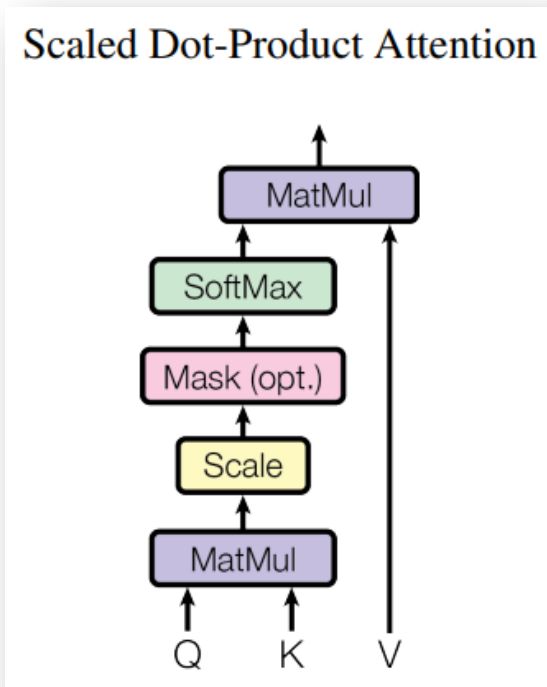 Scaled Dot-Product Attention
MatMul
SoftMax
Mask (opt.)
Scale
MatMul
Q K V